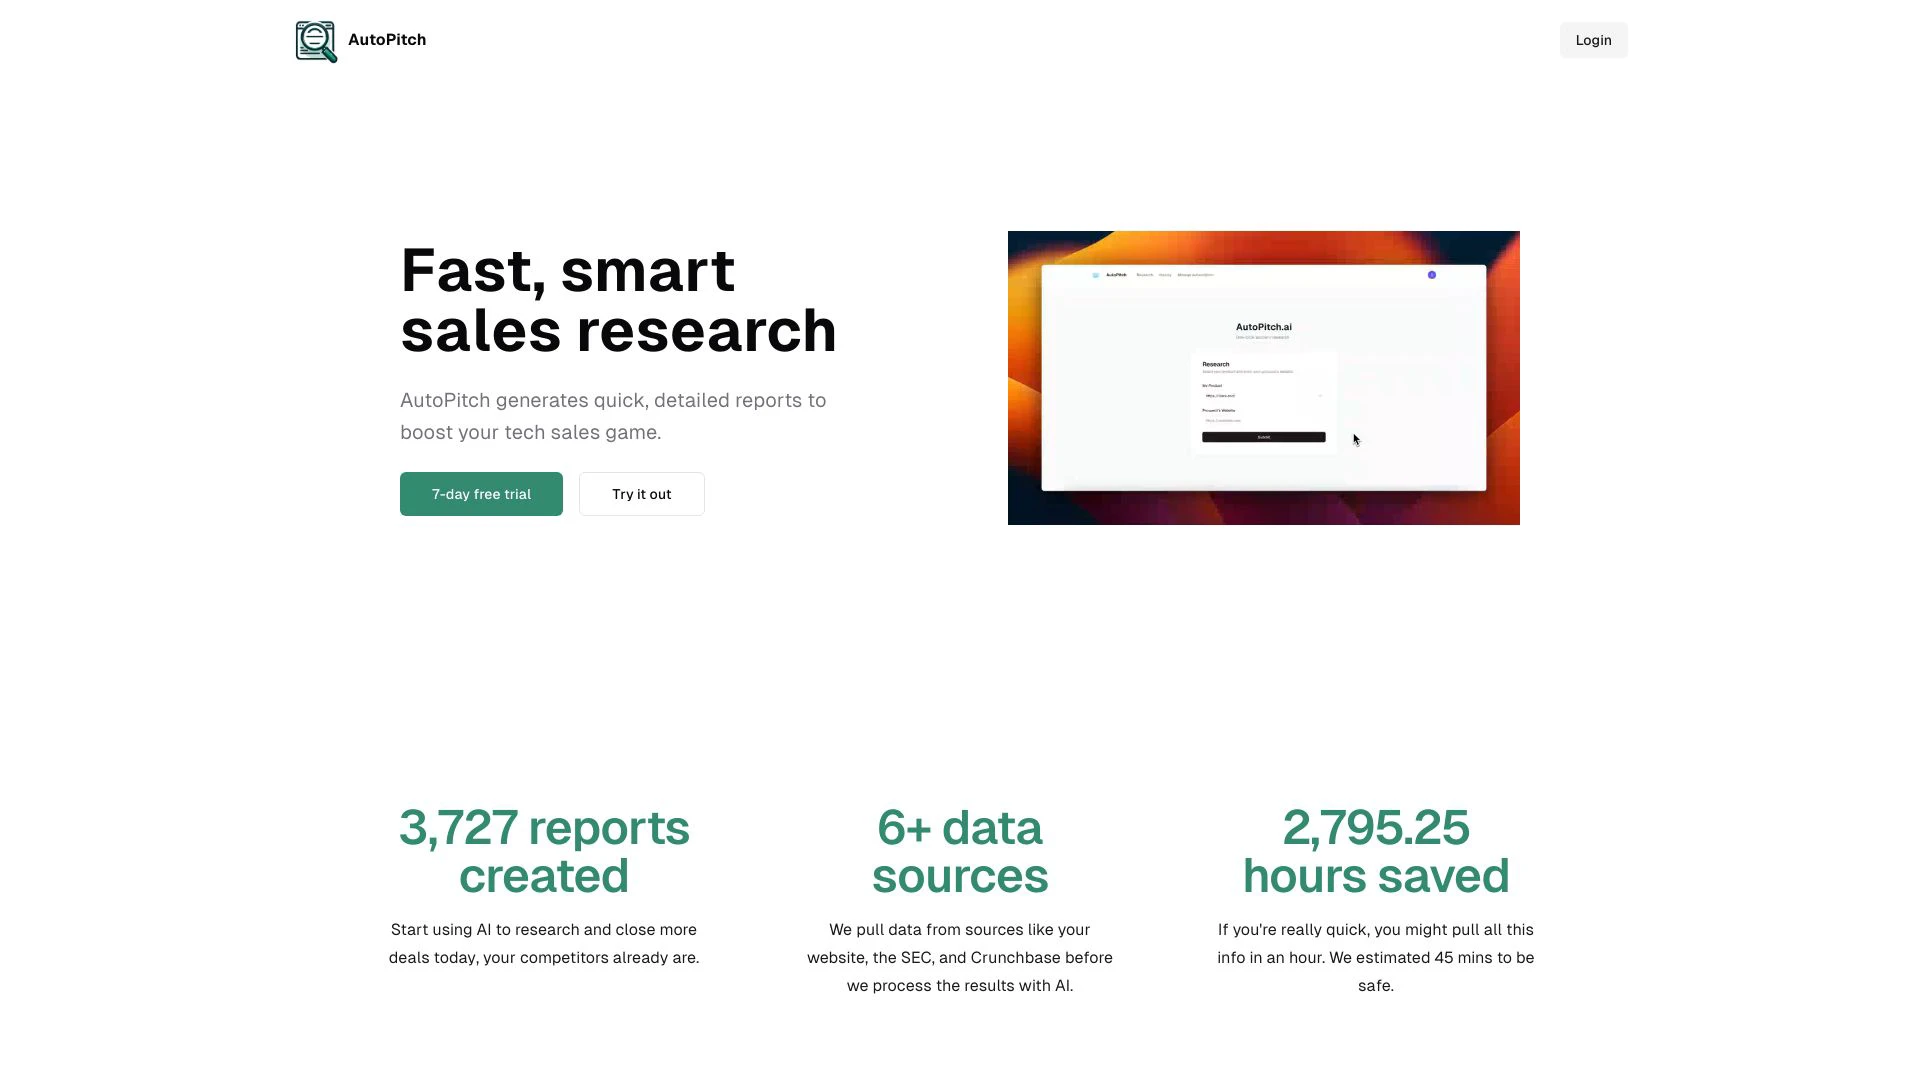 AutoPitch
Login
Fast, smart
sales research
AutoPitch generates quick, detailed reports to
boost your tech sales game.
7-day free trial
Try it out
AutoPitch
Research
AutoPitch.ai
Research
My Product
Prospect's Website
Submit
3,727 reports
created
Start using AI to research and close more
deals today, your competitors already are.
6+ data
sources
We pull data from sources like your
website, the SEC, and Crunchbase before
we process the results with AI.
2,795.25
hours saved
If you're really quick, you might pull all this
info in an hour. We estimated 45 mins to be
safe.